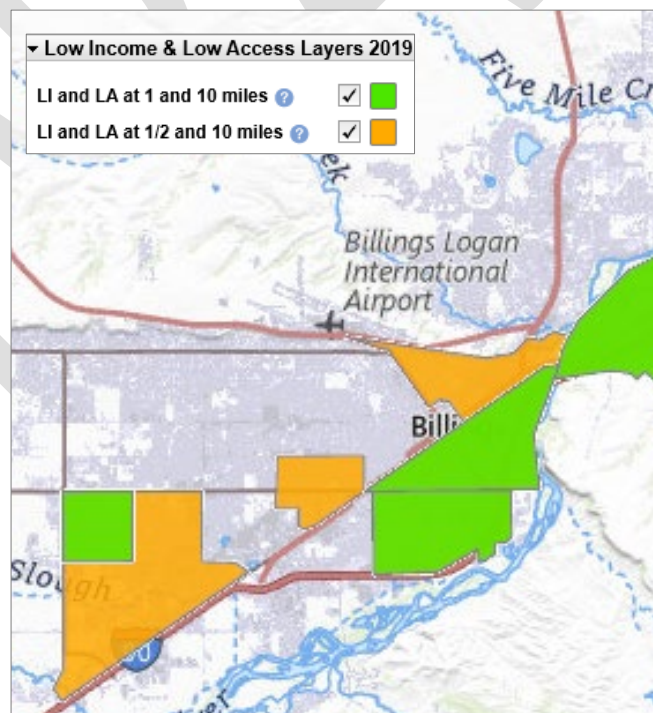 Low Income & Low Access Layers 2019
LI and LA at 1 and 10 miles ?
LI and LA at 1/2 and 10 miles ?
Five Mile Cr
ek
Billings Logan
International
Airport
Billi
Slough